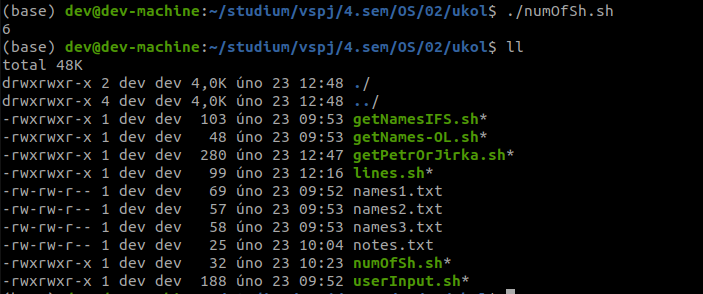 (base) dev@dev-machine:~/studium/vspj/4.sem/OS/02/ukol$ ./numOfSh.sh
6
(base) dev@dev-machine:~/studium/vspj/4.sem/OS/02/ukol$ ll
total 48K
drwxrwxr-x 2 dev dev 4,0K úno 23 12:48 ./
drwxrwxr-x 4 dev dev 4,0K úno 23 12:48 ../
-rwxrwxr-x 1 dev dev  103 úno 23 09:53 getNamesIFS.sh*
-rwxrwxr-x 1 dev dev   48 úno 23 09:53 getNames-OL.sh*
-rwxrwxr-x 1 dev dev  280 úno 23 12:47 getPetrOrJirka.sh*
-rwxrwxr-x 1 dev dev   99 úno 23 12:16 lines.sh*
-rw-rw-r-- 1 dev dev   69 úno 23 09:52 names1.txt
-rw-rw-r-- 1 dev dev   57 úno 23 09:53 names2.txt
-rw-rw-r-- 1 dev dev   58 úno 23 09:53 names3.txt
-rw-rw-r-- 1 dev dev   25 úno 23 10:04 notes.txt
-rwxrwxr-x 1 dev dev   32 úno 23 10:23 numOfSh.sh*
-rwxrwxr-x 1 dev dev  188 úno 23 09:52 userInput.sh*